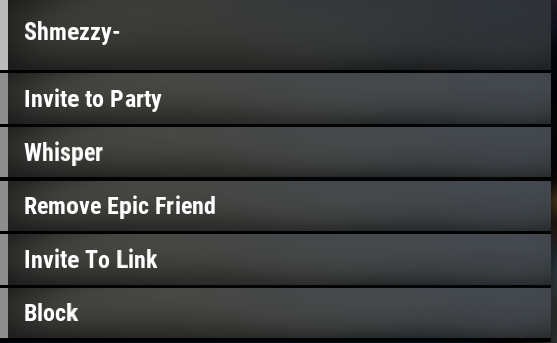 Shmezzy-
Invite to Party
Whisper
Remove Epic Friend
Invite To Link
Block